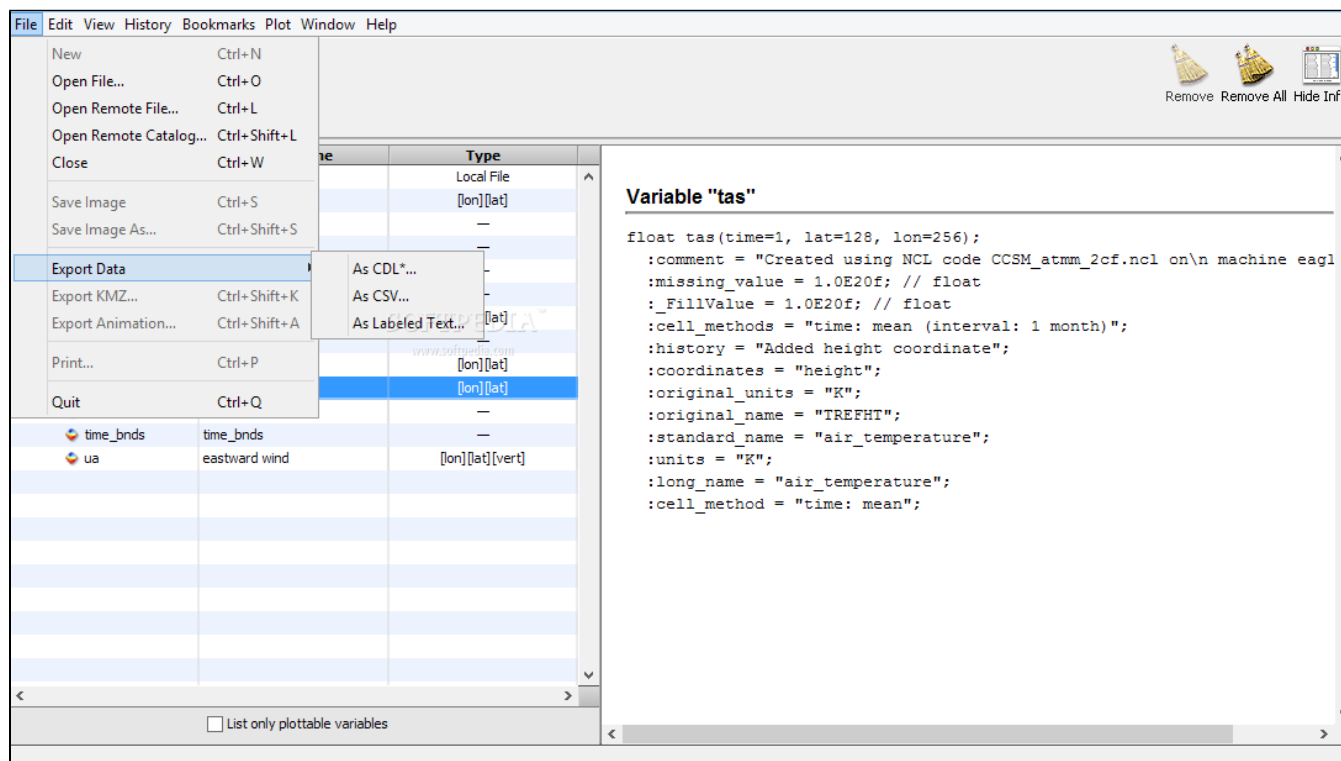 File Edit View History Bookmarks Plot Window Help
New Ctrl+N
Open File... Ctrl+O
Open Remote File... Ctrl+L
Open Remote Catalog... Ctrl+Shift+L
Close Ctrl+W
Save Image Ctrl+S
Save Image As... Ctrl+Shift+S
Export Data
Export KMZ... Ctrl+Shift+K
Export Animation... Ctrl+Shift+A
Print... Ctrl+P
Quit Ctrl+Q
As CDL*...
As CSV...
As Labeled Text...
SOFTPEDIA
www.softpedia.com
Remove Remove All Hide Inf
Type
Local File
[lon][lat]
—
—
[lat]
—
[lon][lat]
[lon][lat]
—
time_bnds time_bnds —
ua eastward wind [lon][lat][vert]
List only plottable variables
Variable "tas"
float tas(time=1, lat=128, lon=256);
:comment = "Created using NCL code CCSM_atmm_2cf.ncl on\n machine eagl
:missing_value = 1.0E20f; // float
:_FillValue = 1.0E20f; // float
:cell_methods = "time: mean (interval: 1 month)";
:history = "Added height coordinate";
:coordinates = "height";
:original_units = "K";
:original_name = "TREFHT";
:standard_name = "air_temperature";
:units = "K";
:long_name = "air_temperature";
:cell_method = "time: mean";